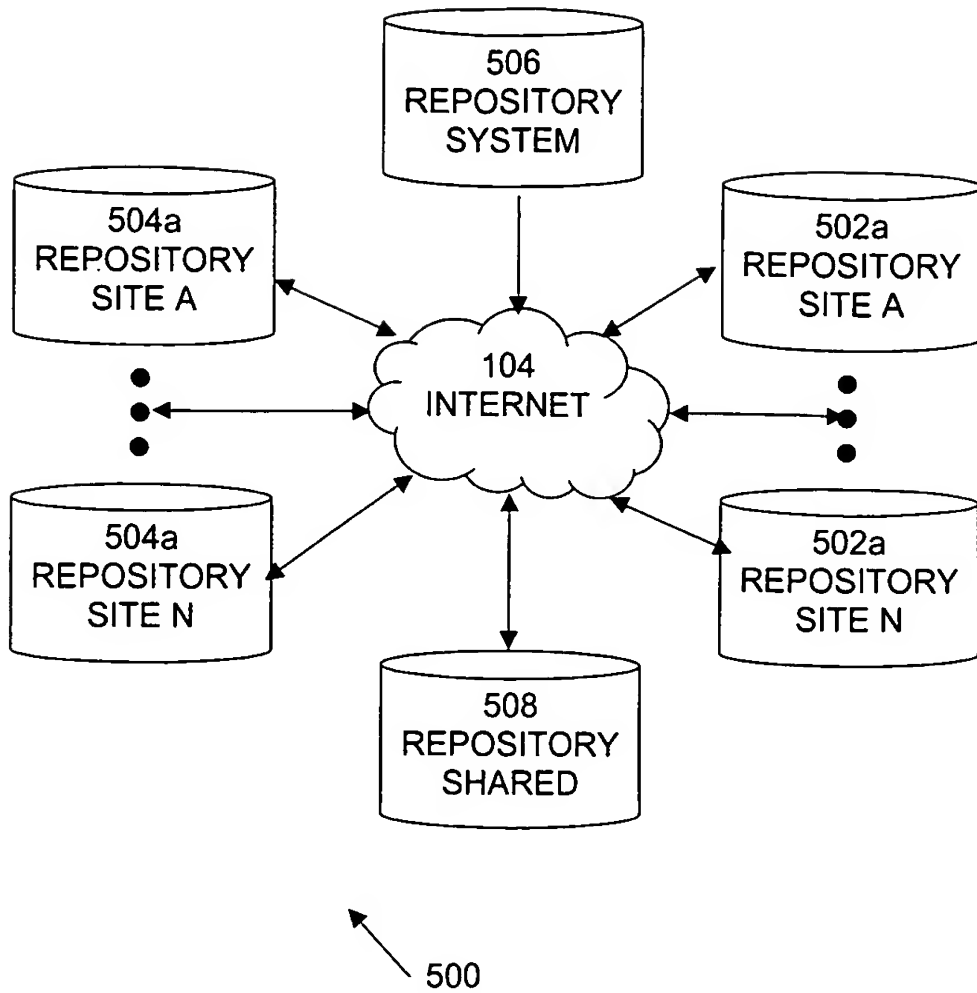 506
REPOSITORY
SYSTEM
504a
REPOSITORY
SITE A
502a
REPOSITORY
SITE A
104
INTERNET
504a
REPOSITORY
SITE N
502a
REPOSITORY
SITE N
508
REPOSITORY
SHARED
500